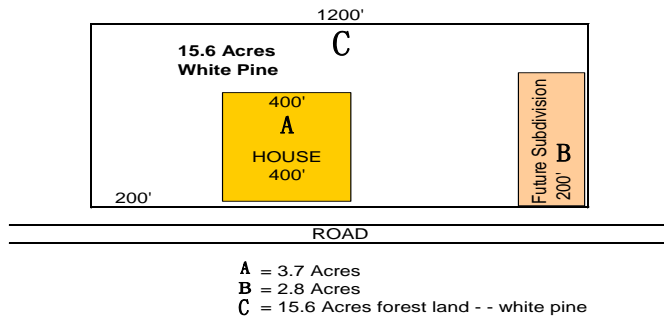 1200'
15.6 Acres
White Pine
C
400'
A
HOUSE
400'
Future Subdivision
200'
B
200'
ROAD
A = 3.7 Acres
B = 2.8 Acres
C = 15.6 Acres forest land - - white pine